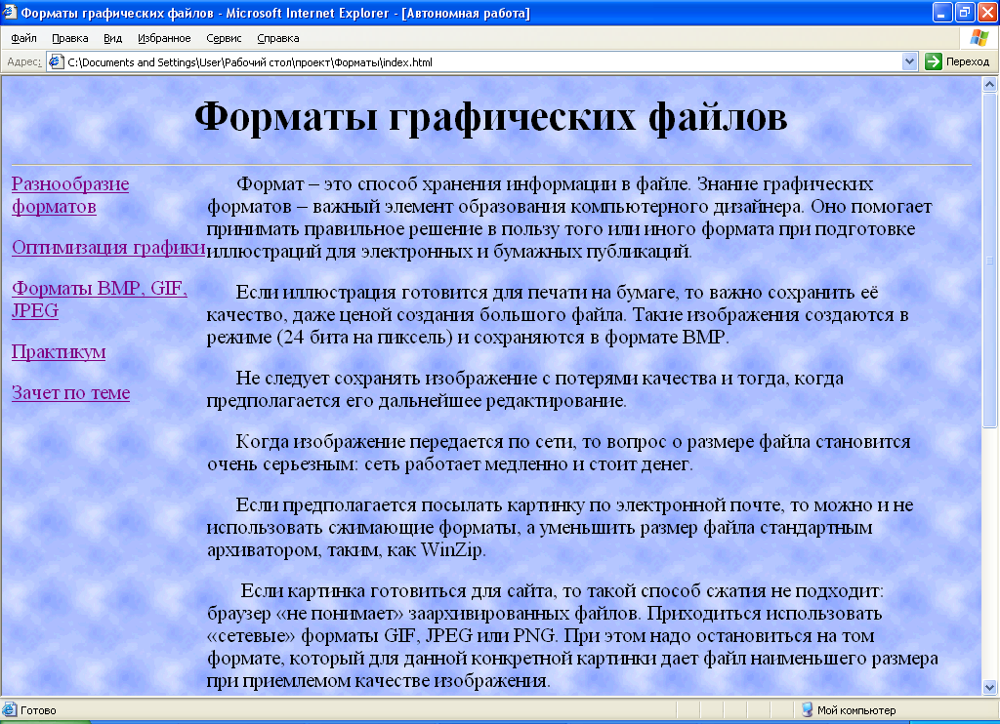 Форматы графических файлов - Microsoft Internet Explorer - [Автономная работа]
Файл Правка Вид Избранное Сервис Справка
Адрес: C:\Documents and Settings\User\Рабочий стол\проект\Форматы\index.html Переход
Форматы графических файлов
Разнообразие
форматов
Оптимизация графики
Форматы BMP, GIF,
JPEG
Практикум
Зачет по теме
Формат – это способ хранения информации в файле. Знание графических
форматов – важный элемент образования компьютерного дизайнера. Оно помогает
принимать правильное решение в пользу того или иного формата при подготовке
иллюстраций для электронных и бумажных публикаций.
Если иллюстрация готовится для печати на бумаге, то важно сохранить её
качество, даже ценой создания большого файла. Такие изображения создаются в
режиме (24 бита на пиксель) и сохраняются в формате BMP.
Не следует сохранять изображение с потерями качества и тогда, когда
предполагается его дальнейшее редактирование.
Когда изображение передается по сети, то вопрос о размере файла становится
очень серьезным: сеть работает медленно и стоит денег.
Если предполагается посылать картинку по электронной почте, то можно и не
использовать сжимающие форматы, а уменьшить размер файла стандартным
архиватором, таким, как WinZip.
Если картинка готовиться для сайта, то такой способ сжатия не подходит:
браузер «не понимает» заархивированных файлов. Приходиться использовать
«сетевые» форматы GIF, JPEG или PNG. При этом надо остановиться на том
формате, который для данной конкретной картинки дает файл наименьшего размера
при приемлемом качестве изображения.
Готово Мой компьютер